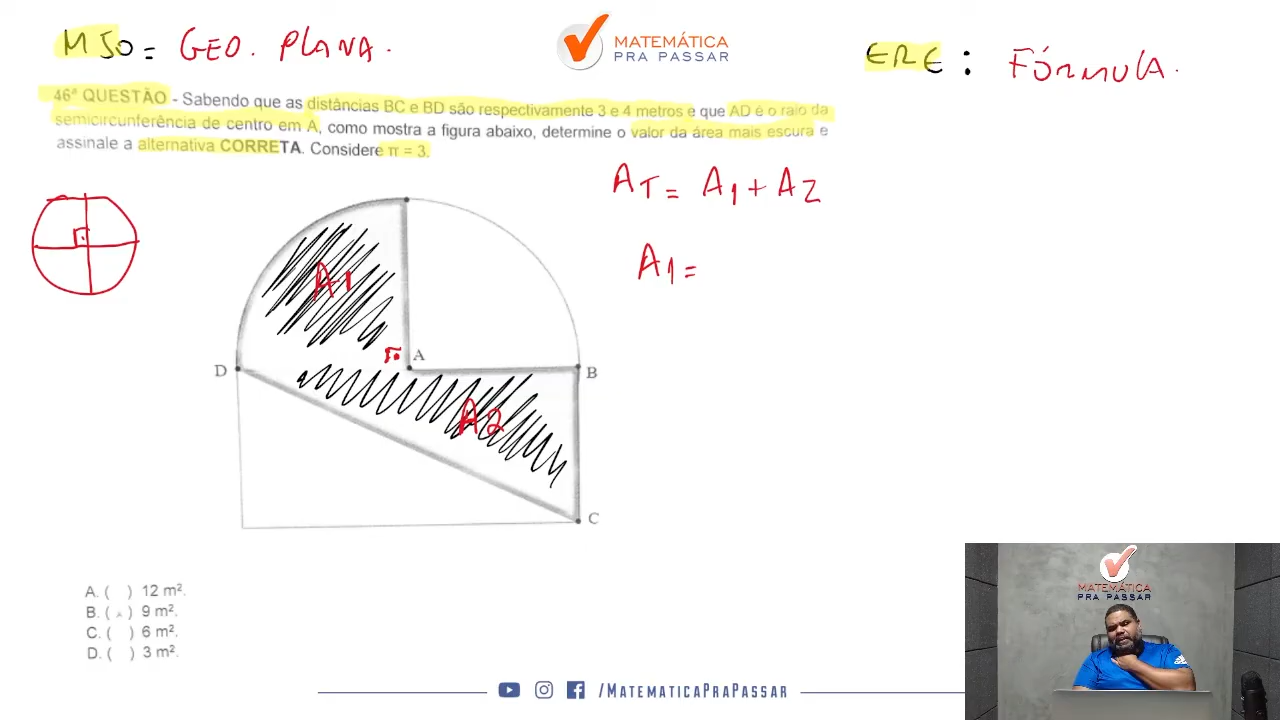 M50 = GEO. PLANA.
MATEMÁTICA
PRA PASSAR
ERE : FÓRMULA.
46ª QUESTÃO - Sabendo que as distâncias BC e BD são respectivamente 3 e 4 metros e que AD é o raio da
semicircunferência de centro em A, como mostra a figura abaixo, determine o valor da área mais escura e
assinale a alternativa CORRETA. Considere π = 3.
AT = A1 + A2
A1 =
A1
A
D
B
A2
C
A. ( ) 12 m².
B. ( ) 9 m².
C. ( ) 6 m².
D. ( ) 3 m².
MATEMÁTICA
PRA PASSAR
adidas
/MATEMATICAPRAPASSAR